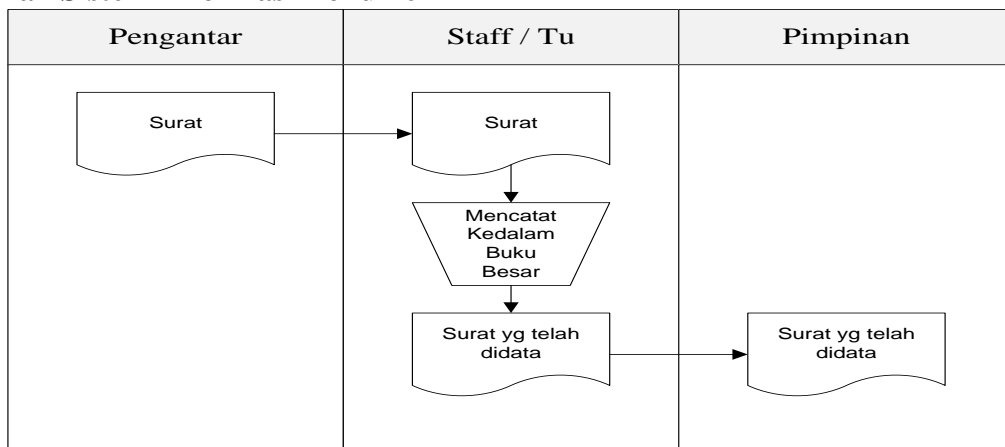 Pengantar
Staff / Tu
Pimpinan
Surat
Surat
Mencatat
Kedalam
Buku
Besar
Surat yg telah
didata
Surat yg telah
didata